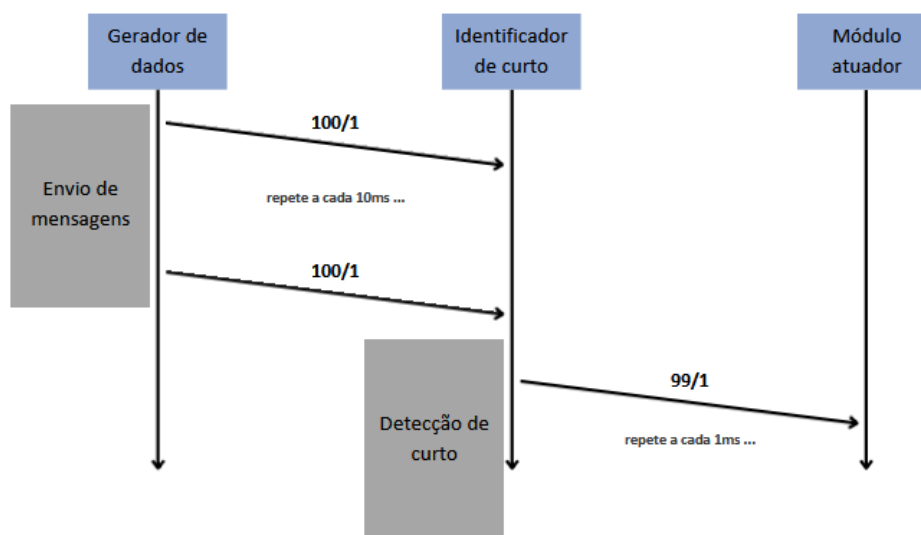 Gerador de
dados
Identificador
de curto
Módulo
atuador
100/1
Envio de
mensagens
repete a cada 10ms ...
100/1
99/1
Detecção de
curto
repete a cada 1ms ...